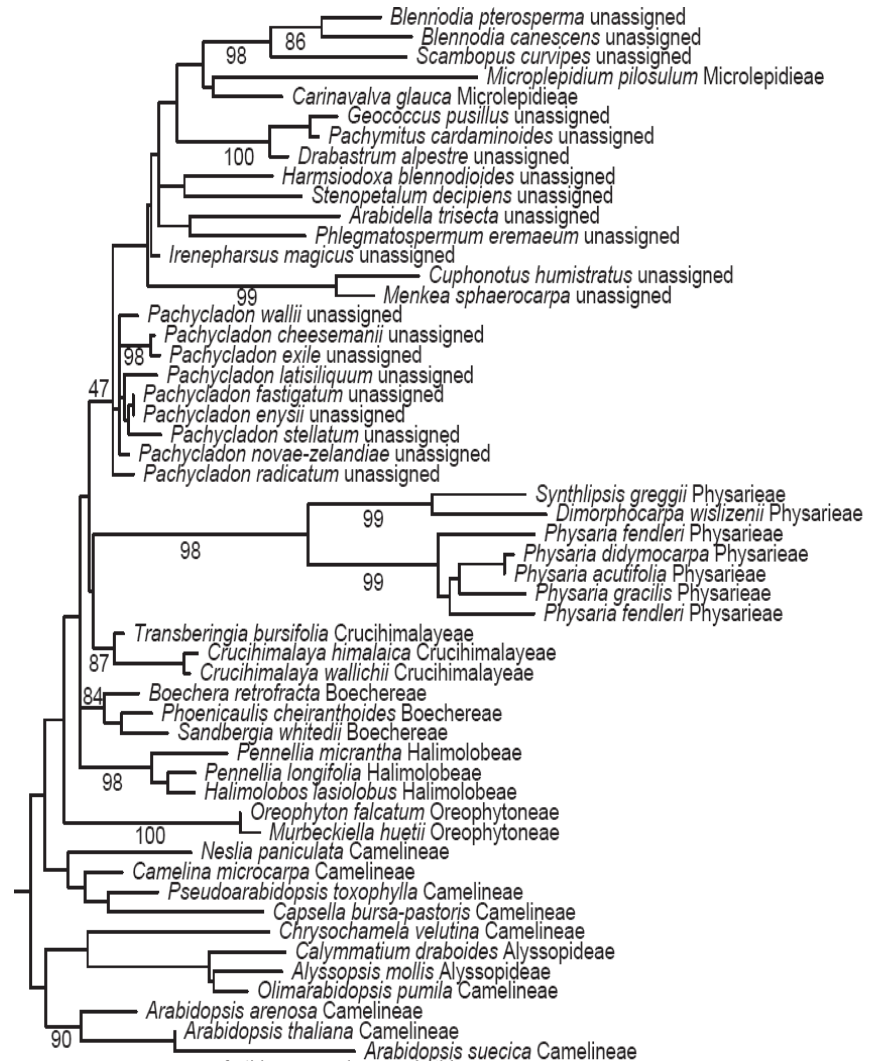 Blennodia pterosperma unassigned
86
Blennodia canescens unassigned
98
Scambopus curvipes unassigned
Microplepidium pilosulum Microlepidieae
Carinavalva glauca Microlepidieae
Geococcus pusillus unassigned
Pachymitus cardaminoides unassigned
100
Drabastrum alpestre unassigned
Harmsiodoxa blennodioides unassigned
Stenopetalum decipiens unassigned
Arabidella trisecta unassigned
Phlegmatospermum eremaeum unassigned
Irenepharsus magicus unassigned
Cuphonotus humistratus unassigned
99
Menkea sphaerocarpa unassigned
Pachycladon wallii unassigned
Pachycladon cheesemanii unassigned
98
Pachycladon exile unassigned
Pachycladon latisiliquum unassigned
47
Pachycladon fastigatum unassigned
Pachycladon enysii unassigned
Pachycladon stellatum unassigned
Pachycladon novae-zelandiae unassigned
Pachycladon radicatum unassigned
Synthlipsis greggii Physarieae
99
Dimorphocarpa wislizenii Physarieae
Physaria fendleri Physarieae
98
Physaria didymocarpa Physarieae
99
Physaria acutifolia Physarieae
Physaria gracilis Physarieae
Physaria fendleri Physarieae
Transberingia bursifolia Crucihimalayeae
Crucihimalaya himalaica Crucihimalayeae
87
Crucihimalaya wallichii Crucihimalayeae
84
Boechera retrofracta Boechereae
Phoenicaulis cheiranthoides Boechereae
Sandbergia whitedii Boechereae
Pennellia micrantha Halimolobeae
98
Pennellia longifolia Halimolobeae
Halimolobos lasiolobus Halimolobeae
Oreophyton falcatum Oreophytoneae
100
Murbeckiella huetii Oreophytoneae
Neslia paniculata Camelineae
Camelina microcarpa Camelineae
Pseudoarabidopsis toxophylla Camelineae
Capsella bursa-pastoris Camelineae
Chrysochamela velutina Camelineae
Calymmatium draboides Alyssopideae
Alyssopsis mollis Alyssopideae
Olimarabidopsis pumila Camelineae
Arabidopsis arenosa Camelineae
90
Arabidopsis thaliana Camelineae
Arabidopsis suecica Camelineae